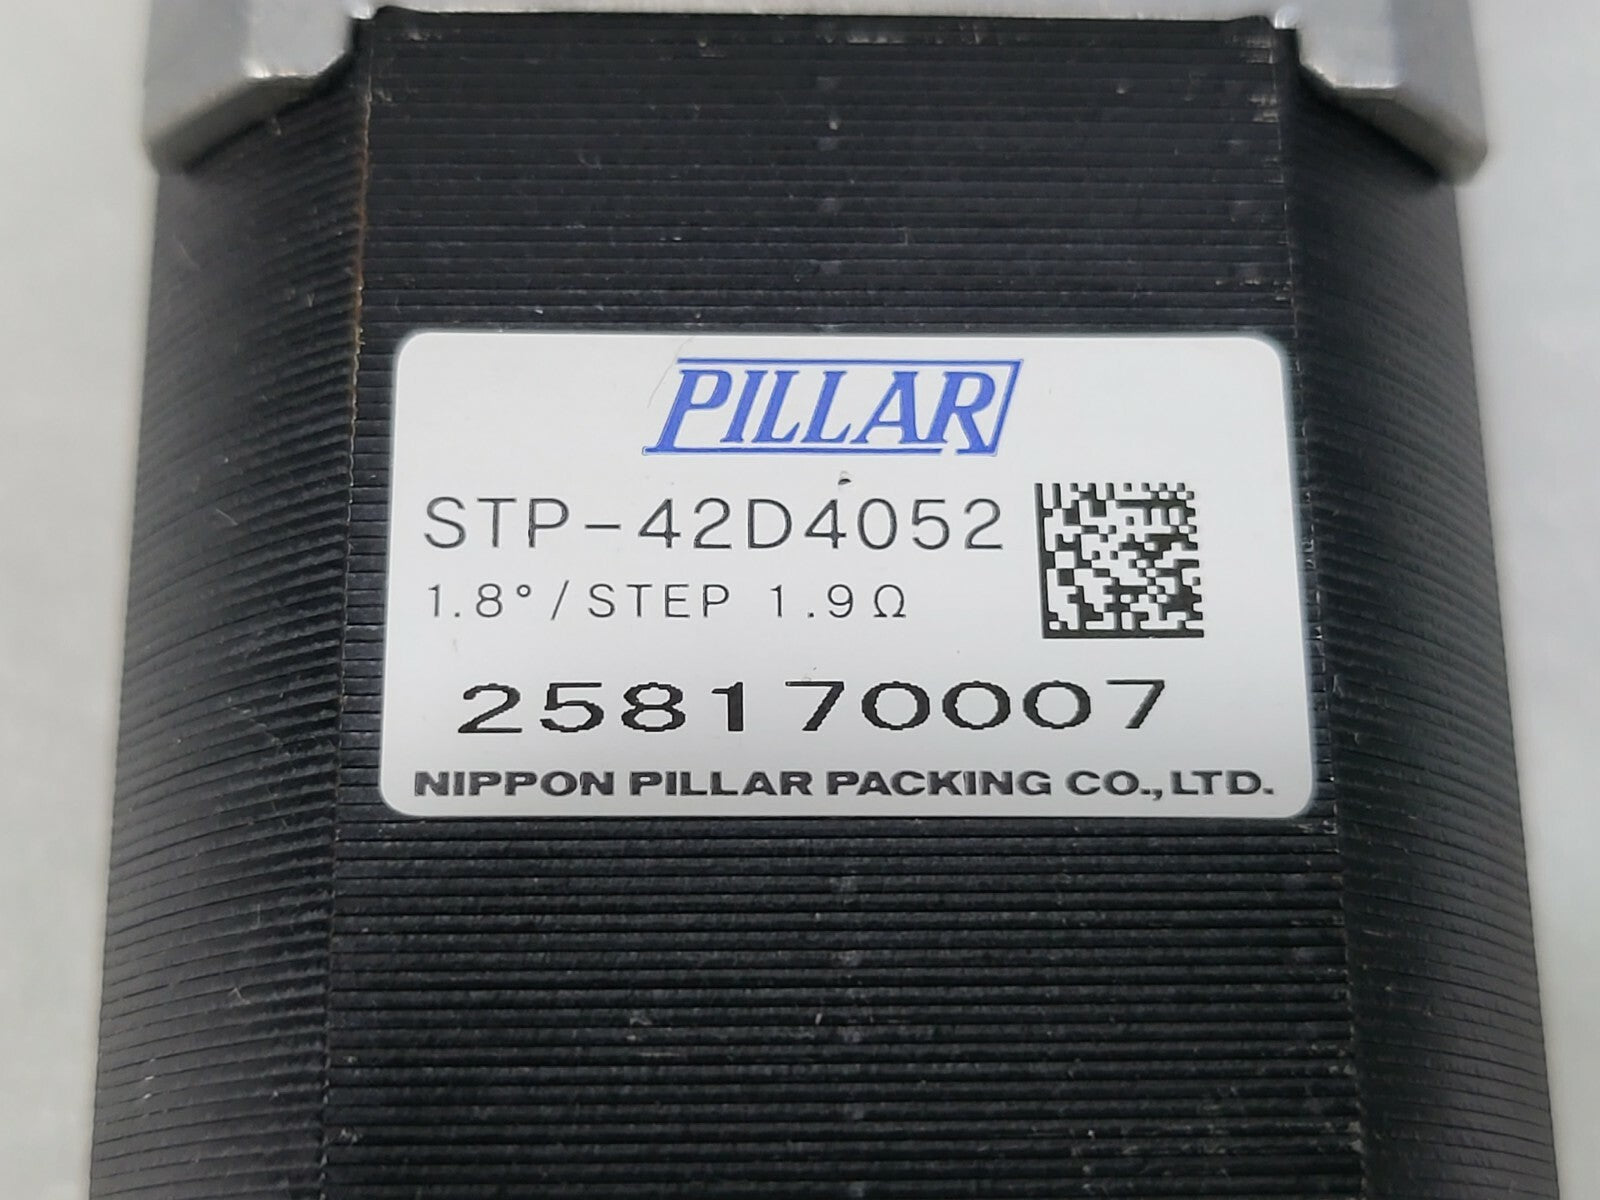 PILLAR
STP-42D4052
1.8°/STEP 1.9Ω
258170007
NIPPON PILLAR PACKING CO.,LTD.